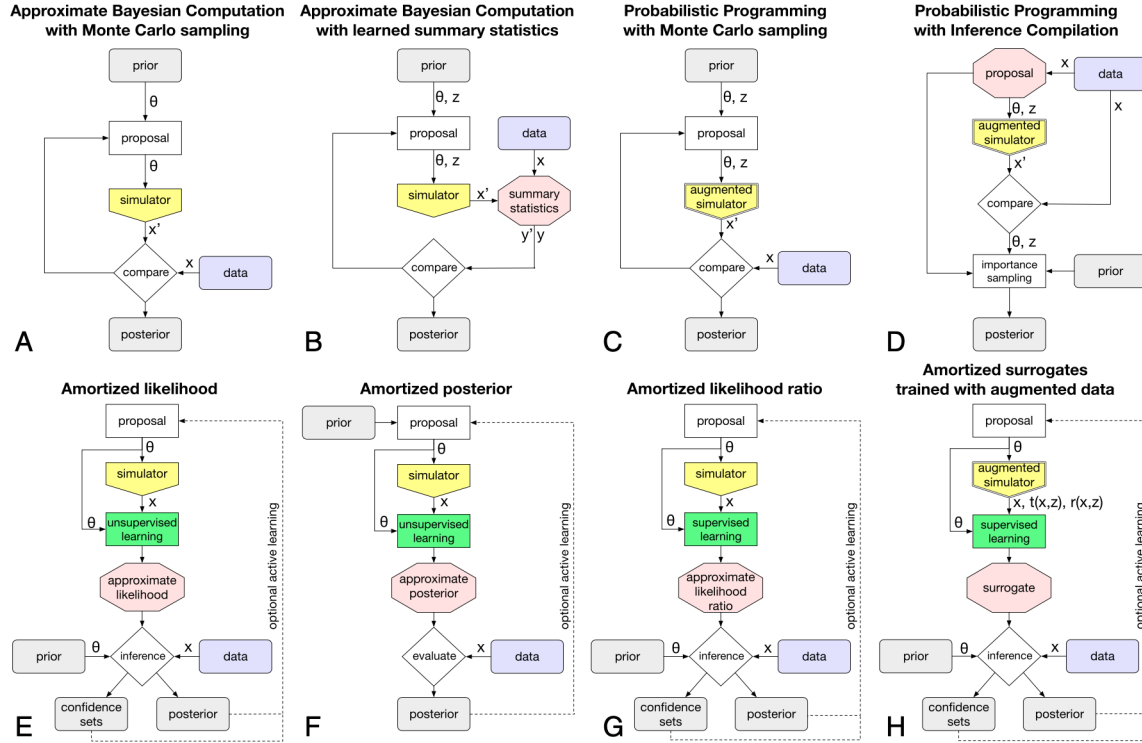 Approximate Bayesian Computation
with Monte Carlo sampling
prior
θ
proposal
θ
simulator
x'
compare
x
data
posterior
A
Approximate Bayesian Computation
with learned summary statistics
prior
θ, z
proposal
data
θ, z
x
simulator
x'
summary
statistics
y' y
compare
posterior
B
Probabilistic Programming
with Monte Carlo sampling
prior
θ, z
proposal
θ, z
augmented
simulator
x'
compare
x
data
posterior
C
Probabilistic Programming
with Inference Compilation
proposal
x
data
θ, z
x
augmented
simulator
x'
compare
θ, z
importance
sampling
prior
posterior
D
Amortized likelihood
proposal
θ
simulator
x
θ
unsupervised
learning
approximate
likelihood
optional active learning
prior
θ
inference
x
data
confidence
sets
posterior
E
Amortized posterior
prior
proposal
θ
simulator
x
θ
unsupervised
learning
approximate
posterior
optional active learning
evaluate
x
data
posterior
F
Amortized likelihood ratio
proposal
θ
simulator
x
θ
supervised
learning
approximate
likelihood
ratio
optional active learning
prior
θ
inference
x
data
confidence
sets
posterior
G
Amortized surrogates
trained with augmented data
proposal
θ
augmented
simulator
x, t(x,z), r(x,z)
θ
supervised
learning
surrogate
optional active learning
prior
θ
inference
x
data
confidence
sets
posterior
H